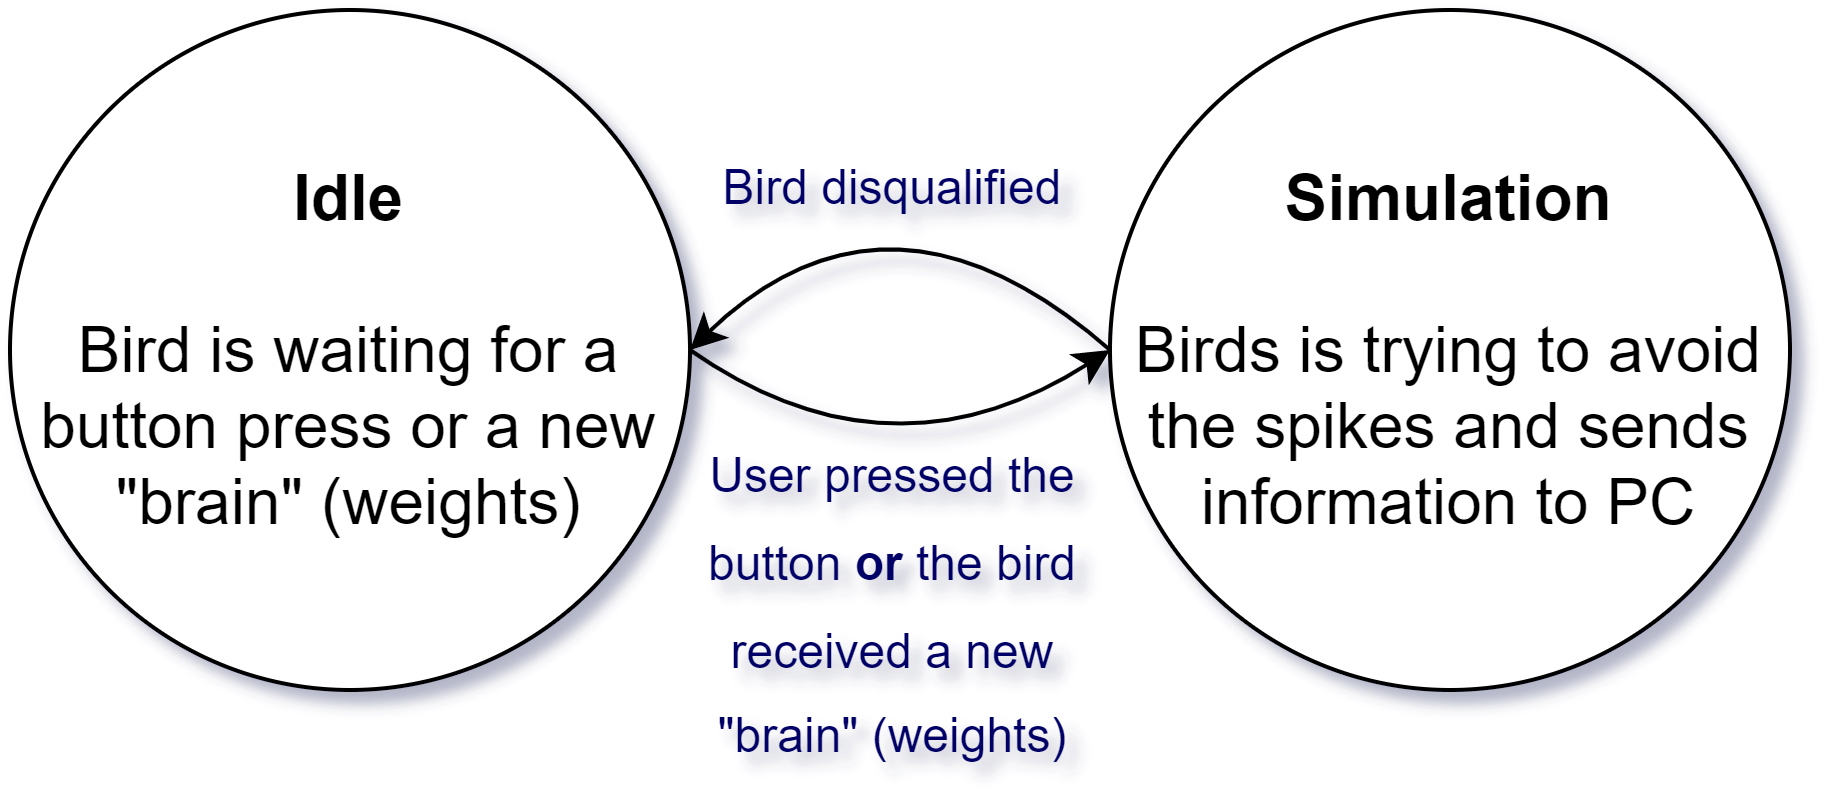 Idle
Bird is waiting for a
button press or a new
"brain" (weights)
Bird disqualified
User pressed the
button or the bird
received a new
"brain" (weights)
Simulation
Birds is trying to avoid
the spikes and sends
information to PC